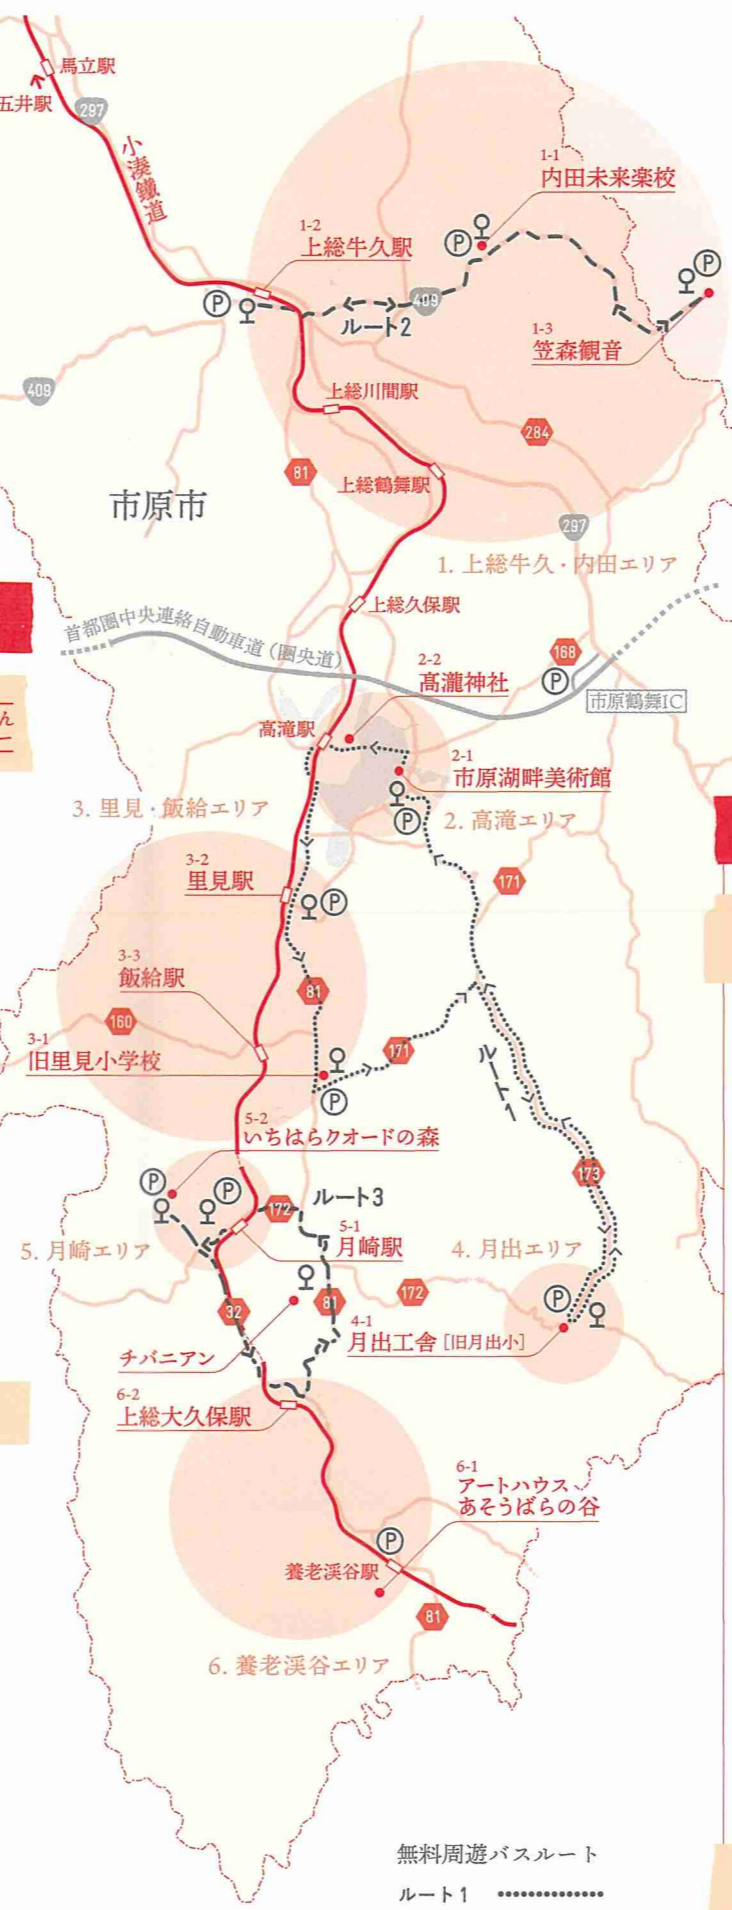 馬立駅
五井駅
297
小湊鐵道
1-1
内田未来楽校
1-2
上総牛久駅
P
P
P
409
ルート2
1-3
笠森観音
409
上総川間駅
284
81
上総鶴舞駅
市原市
297
1. 上総牛久・内田エリア
上総久保駅
首都圏中央連絡自動車道(圏央道)
168
2-2
高瀧神社
P
市原鶴舞IC
ん
高滝駅
2-1
市原湖畔美術館
3. 里見・飯給エリア
P
2. 高滝エリア
3-2
里見駅
171
P
3-3
飯給駅
81
160
3-1
旧里見小学校
171
ルート1
P
5-2
いちはらクオードの森
173
P
P
172
ルート3
5-1
月崎駅
5. 月崎エリア
4. 月出エリア
172
P
32
81
4-1
月出工舎 [旧月出小]
チバニアン
6-2
上総大久保駅
6-1
アートハウス
あそうばらの谷
P
養老渓谷駅
81
6. 養老渓谷エリア
無料周遊バスルート
ルート1